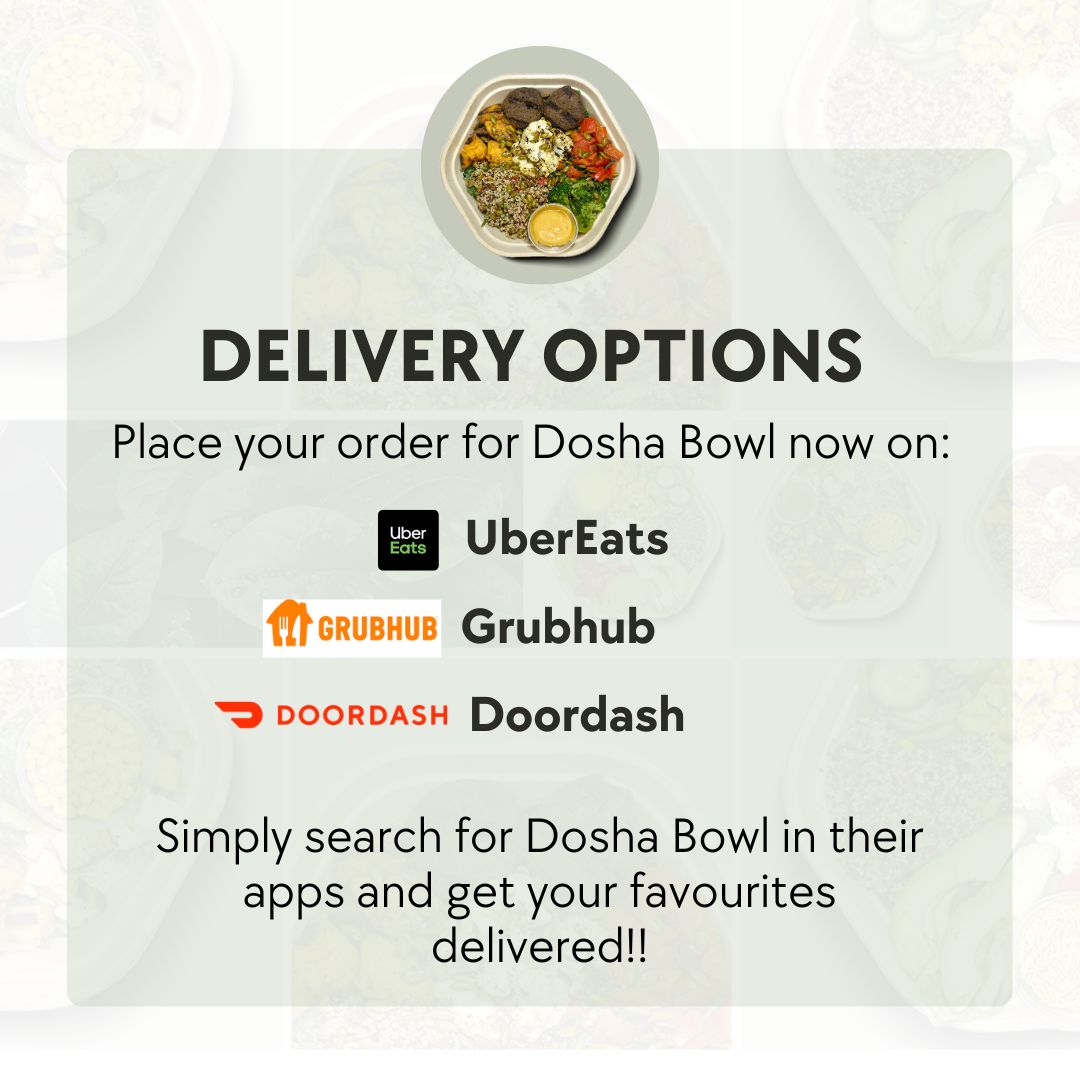 DELIVERY OPTIONS
Place your order for Dosha Bowl now on:
Uber
Eats
UberEats
GRUBHUB Grubhub
DOORDASH Doordash
Simply search for Dosha Bowl in their
apps and get your favourites
delivered!!